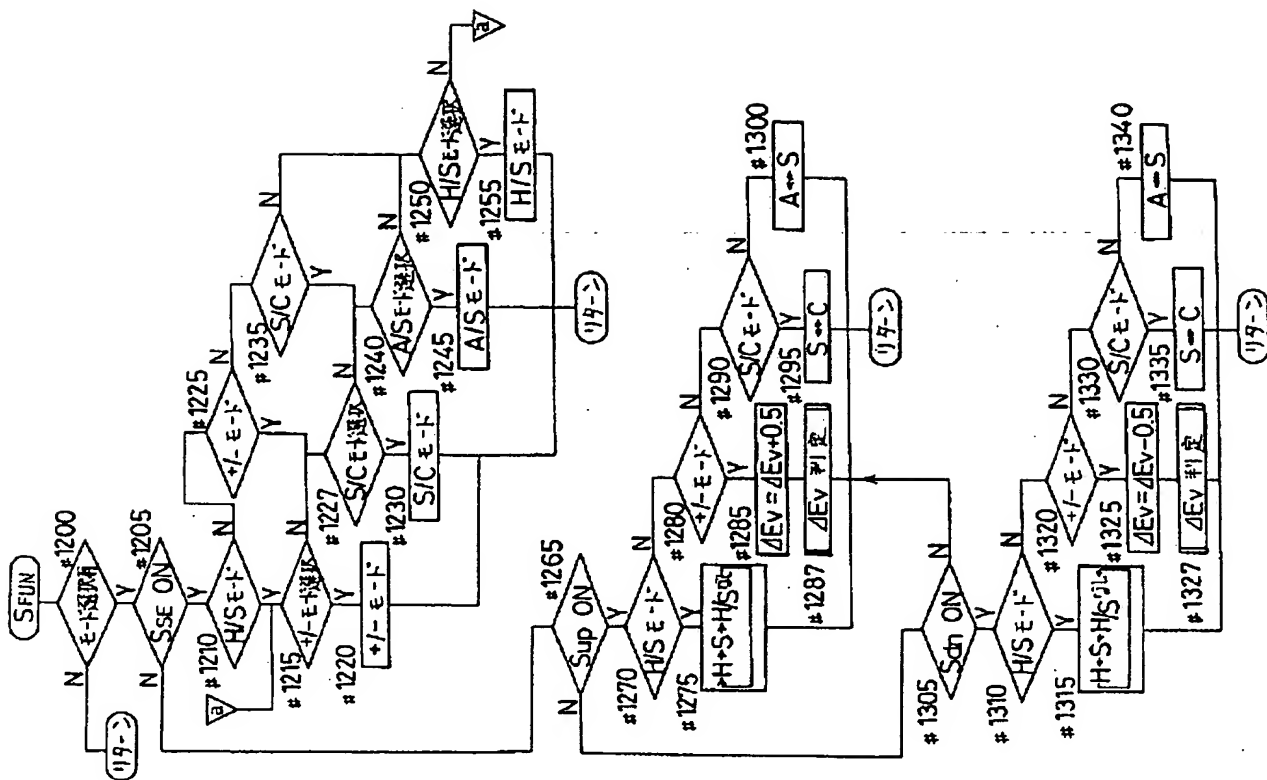 SFUN
#1200
モード選択有
N
Y
リターン
#1205
SSE ON
N
Y
#1210
H/Sモード
N
Y
a
#1215
+/-モード選択
N
Y
#1220
+/-モード
#1225
+/-モード
N
Y
#1227
S/Cモード選択
N
Y
#1230
S/Cモード
#1235
S/Cモード
N
Y
#1240
A/Sモード選択
N
Y
#1245
A/Sモード
#1250
H/Sモード選択
N
Y
#1255
H/Sモード
a
リターン
#1265
Sup ON
N
Y
#1270
H/Sモード
N
Y
#1275
#1280
+/-モード
N
Y
#1285
ΔEv=ΔEv+0.5
#1287
ΔEv 判定
#1290
S/Cモード
N
Y
#1295
S↔C
#1300
A↔S
リターン
#1305
Sdn ON
N
Y
#1310
H/Sモード
N
Y
#1315
#1320
+/-モード
N
Y
#1325
ΔEv=ΔEv-0.5
#1327
ΔEv 判定
#1330
S/Cモード
N
Y
#1335
#1340
リターン